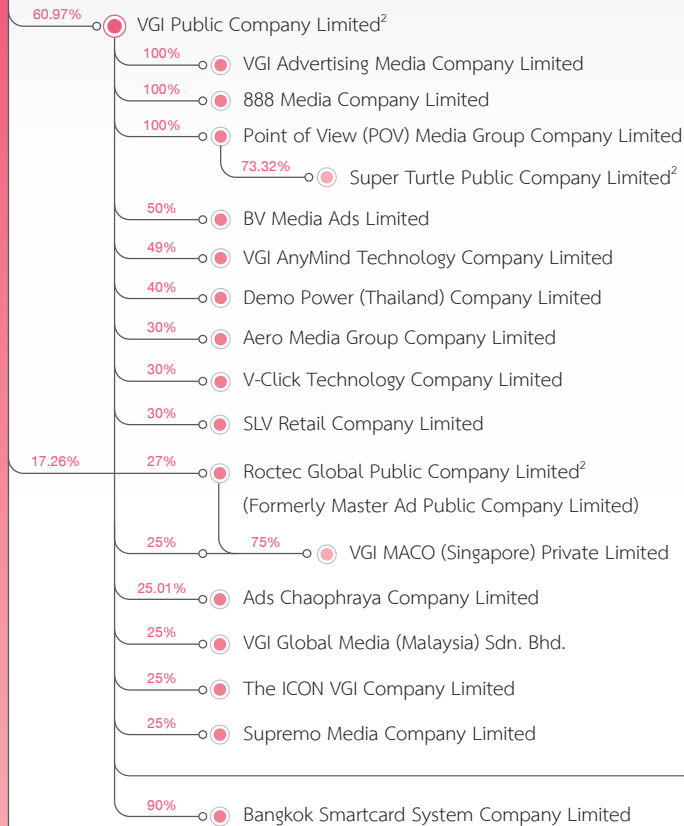 60.97% VGI Public Company Limited²
100% VGI Advertising Media Company Limited
100% 888 Media Company Limited
100% Point of View (POV) Media Group Company Limited
73.32% Super Turtle Public Company Limited²
50% BV Media Ads Limited
49% VGI AnyMind Technology Company Limited
40% Demo Power (Thailand) Company Limited
30% Aero Media Group Company Limited
30% V-Click Technology Company Limited
30% SLV Retail Company Limited
17.26% 27% Roctec Global Public Company Limited²
(Formerly Master Ad Public Company Limited)
25% 75% VGI MACO (Singapore) Private Limited
25.01% Ads Chaophraya Company Limited
25% VGI Global Media (Malaysia) Sdn. Bhd.
25% The ICON VGI Company Limited
25% Supremo Media Company Limited
90% Bangkok Smartcard System Company Limited